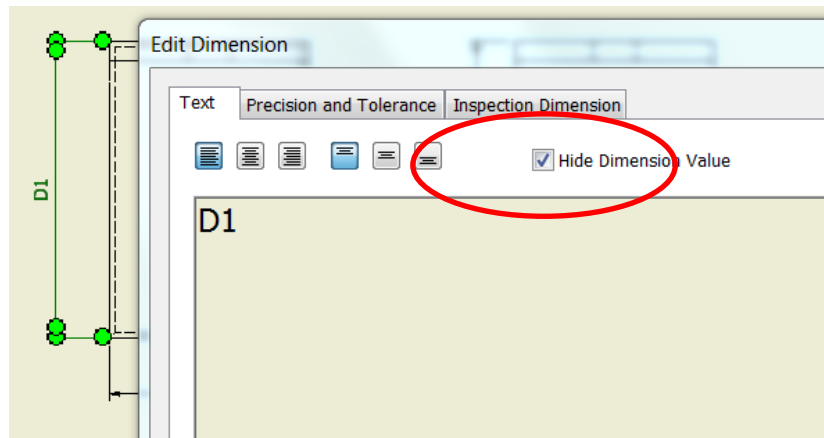 Edit Dimension
Text Precision and Tolerance Inspection Dimension
Hide Dimension Value
D1
D1